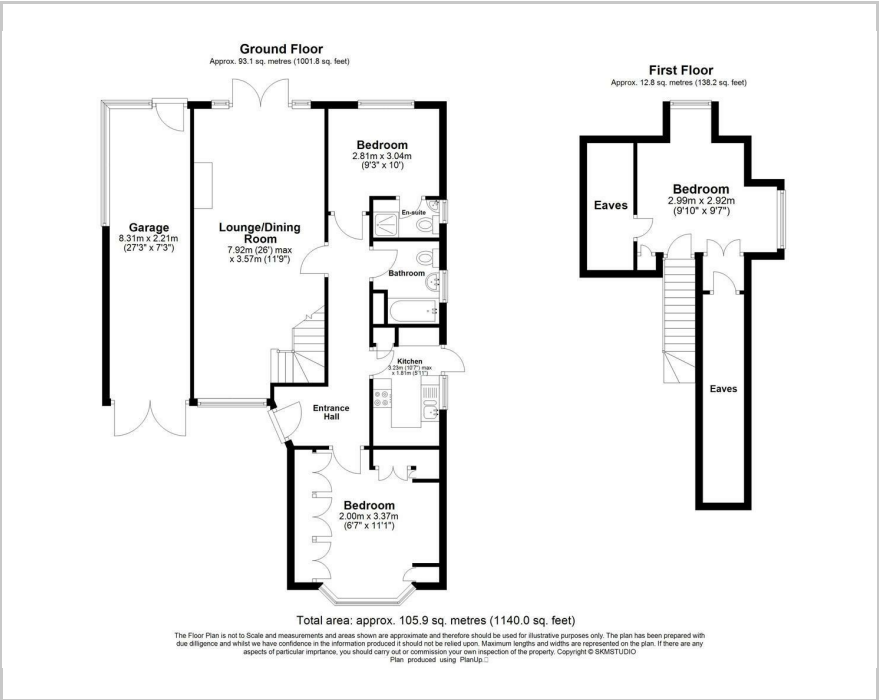 Ground Floor
Approx. 93.1 sq. metres (1001.8 sq. feet)
First Floor
Approx. 12.8 sq. metres (138.2 sq. feet)
Bedroom
2.81m x 3.04m
(9'3" x 10')
En-suite
Garage
8.31m x 2.21m
(27'3" x 7'3")
Lounge/Dining
Room
7.92m (26') max
x 3.57m (11'9")
Bathroom
Kitchen
3.23m (10'7") max
x 1.81m (5'11")
Entrance
Hall
Bedroom
2.00m x 3.37m
(6'7" x 11'1")
Eaves
Bedroom
2.99m x 2.92m
(9'10" x 9'7")
Eaves
Total area: approx. 105.9 sq. metres (1140.0 sq. feet)
The Floor Plan is not to Scale and measurements and areas shown are approximate and therefore should be used for illustrative purposes only. The plan has been prepared with
due diligence and whilst we have confidence in the information produced it should not be relied upon. Maximum lengths and widths are represented on the plan. If there are any
aspects of particular imprtance, you should carry out or commission your own inspection of the property. Copyright © SKMSTUDIO
Plan produced using PlanUp.